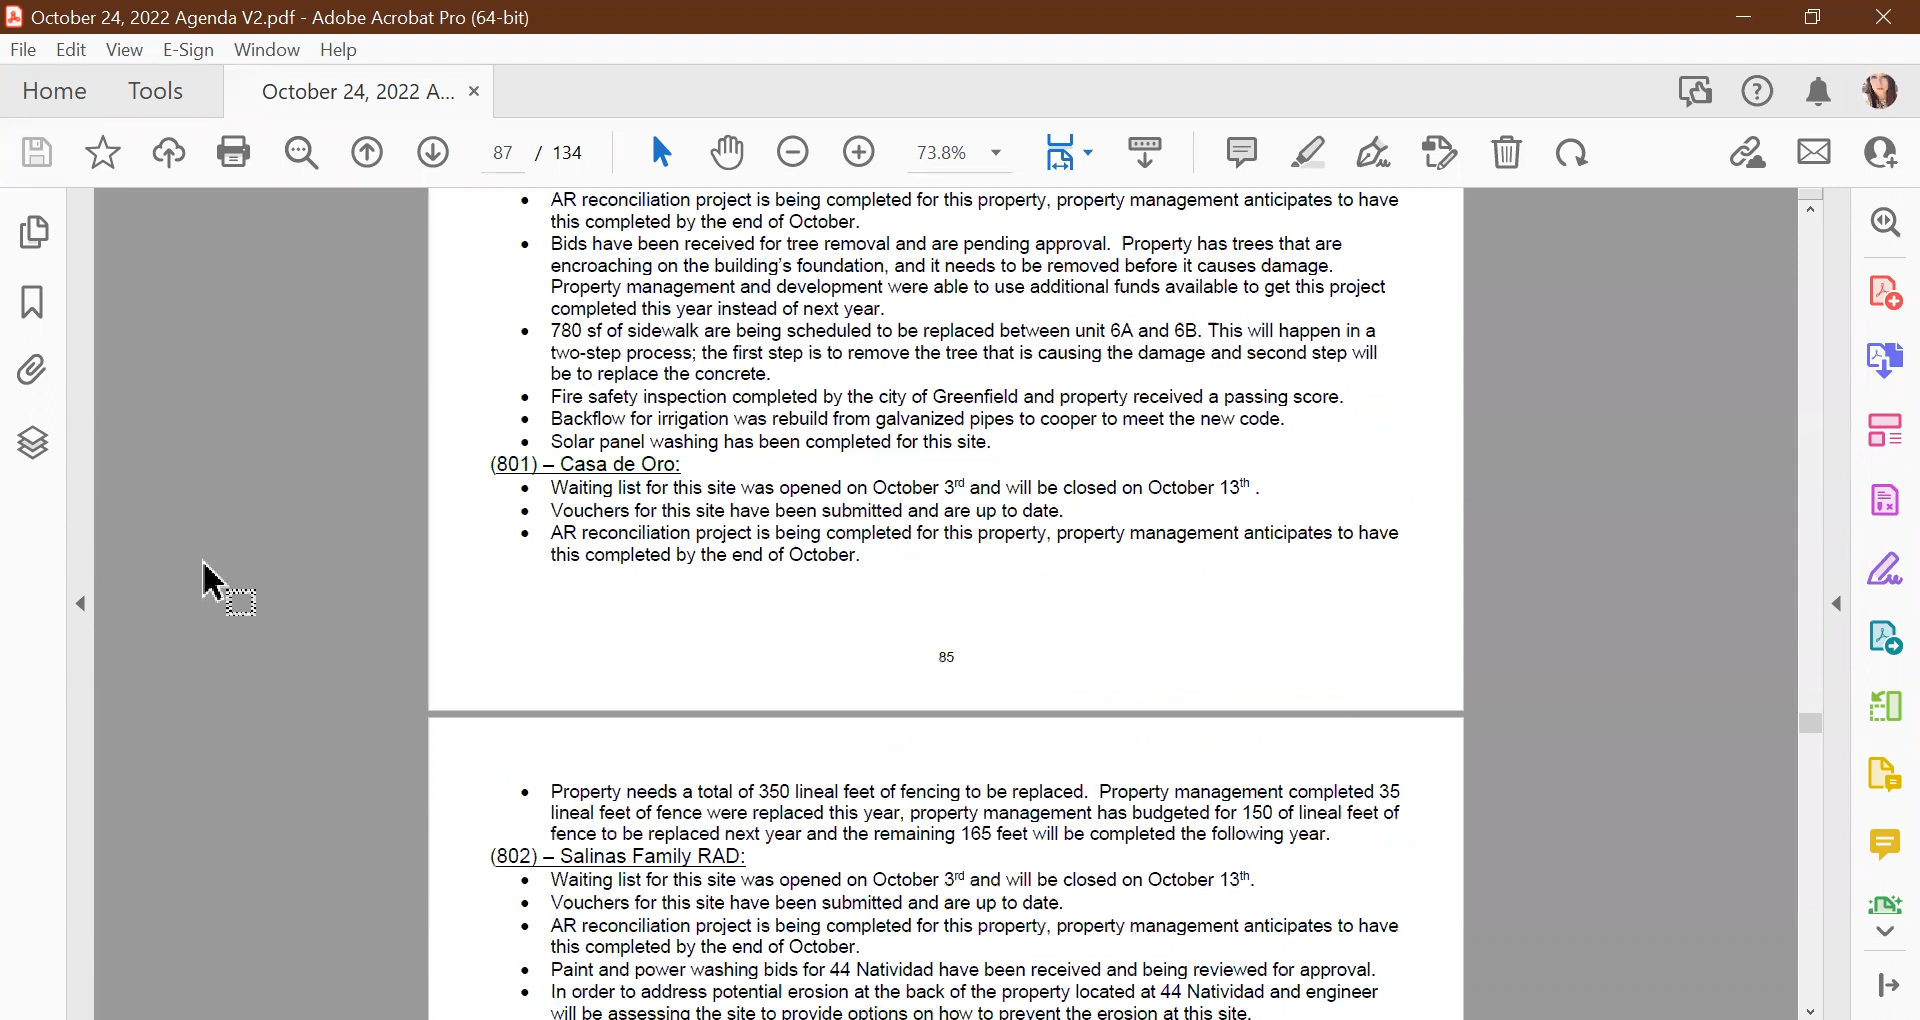 October 24, 2022 Agenda V2.pdf - Adobe Acrobat Pro (64-bit)
File Edit View E-Sign Window Help
Home Tools October 24, 2022 A... ×
87 / 134 73.8%
• AR reconciliation project is being completed for this property, property management anticipates to have
this completed by the end of October.
• Bids have been received for tree removal and are pending approval. Property has trees that are
encroaching on the building's foundation, and it needs to be removed before it causes damage.
Property management and development were able to use additional funds available to get this project
completed this year instead of next year.
• 780 sf of sidewalk are being scheduled to be replaced between unit 6A and 6B. This will happen in a
two-step process; the first step is to remove the tree that is causing the damage and second step will
be to replace the concrete.
• Fire safety inspection completed by the city of Greenfield and property received a passing score.
• Backflow for irrigation was rebuild from galvanized pipes to cooper to meet the new code.
• Solar panel washing has been completed for this site.
(801) – Casa de Oro:
• Waiting list for this site was opened on October 3rd and will be closed on October 13th .
• Vouchers for this site have been submitted and are up to date.
• AR reconciliation project is being completed for this property, property management anticipates to have
this completed by the end of October.
85
• Property needs a total of 350 lineal feet of fencing to be replaced. Property management completed 35
lineal feet of fence were replaced this year, property management has budgeted for 150 of lineal feet of
fence to be replaced next year and the remaining 165 feet will be completed the following year.
(802) – Salinas Family RAD:
• Waiting list for this site was opened on October 3rd and will be closed on October 13th.
• Vouchers for this site have been submitted and are up to date.
• AR reconciliation project is being completed for this property, property management anticipates to have
this completed by the end of October.
• Paint and power washing bids for 44 Natividad have been received and being reviewed for approval.
• In order to address potential erosion at the back of the property located at 44 Natividad and engineer
will be assessing the site to provide options on how to prevent the erosion at this site.